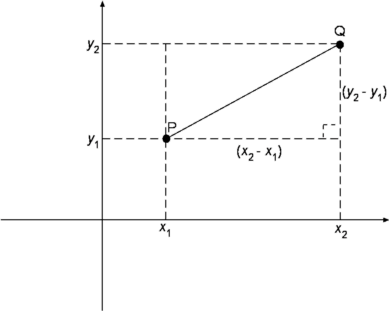 Q
y₂
(y₂ - y₁)
P
y₁
(x₂ - x₁)
x₁
x₂